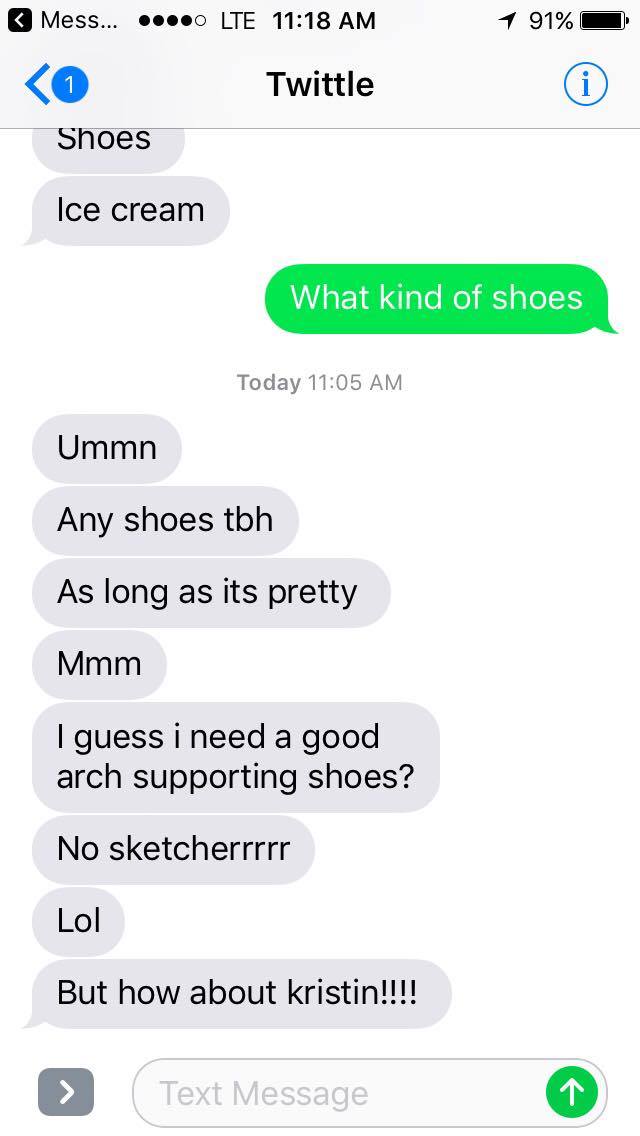 Mess... LTE 11:18 AM 91%
1 Twittle i
Shoes
Ice cream
What kind of shoes
Today 11:05 AM
Ummn
Any shoes tbh
As long as its pretty
Mmm
I guess i need a good
arch supporting shoes?
No sketcherrrrr
Lol
But how about kristin!!!!
Text Message